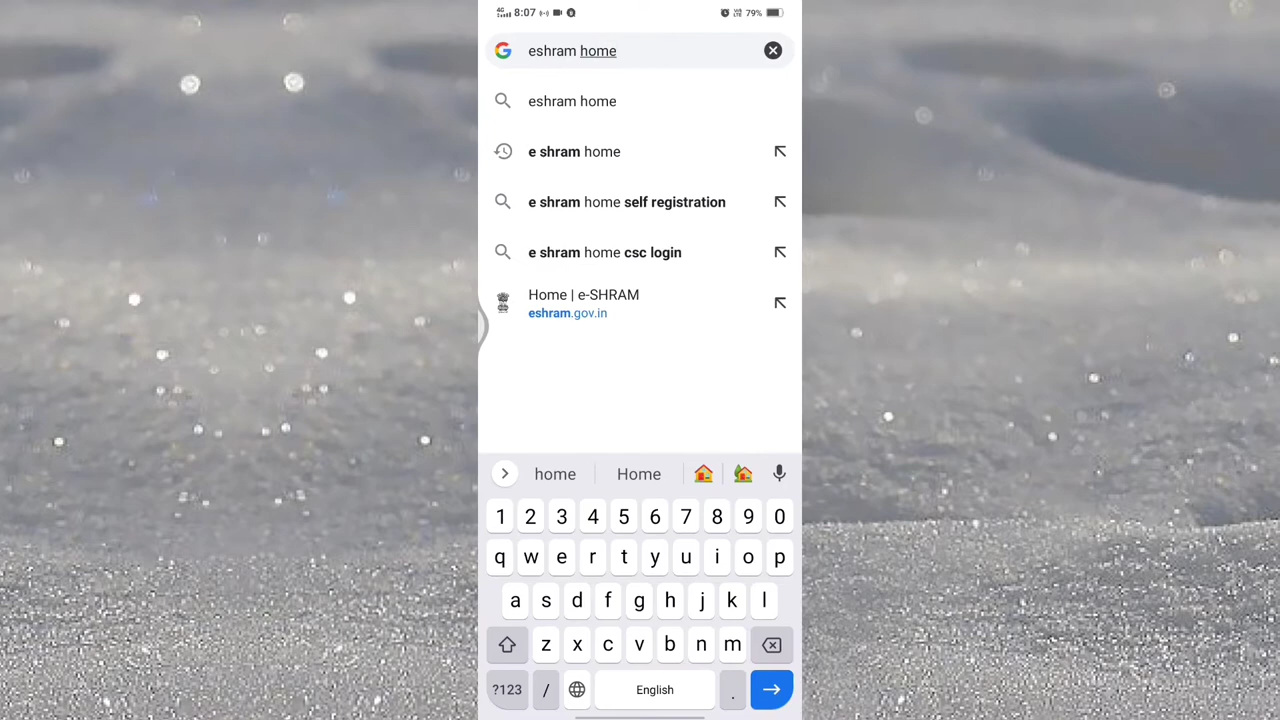 4G 8:07 79%
eshram home
eshram home
e shram home
e shram home self registration
e shram home csc login
Home | e-SHRAM
eshram.gov.in
home Home
1 2 3 4 5 6 7 8 9 0
q w e r t y u i o p
a s d f g h j k l
z x c v b n m
?123 / English .